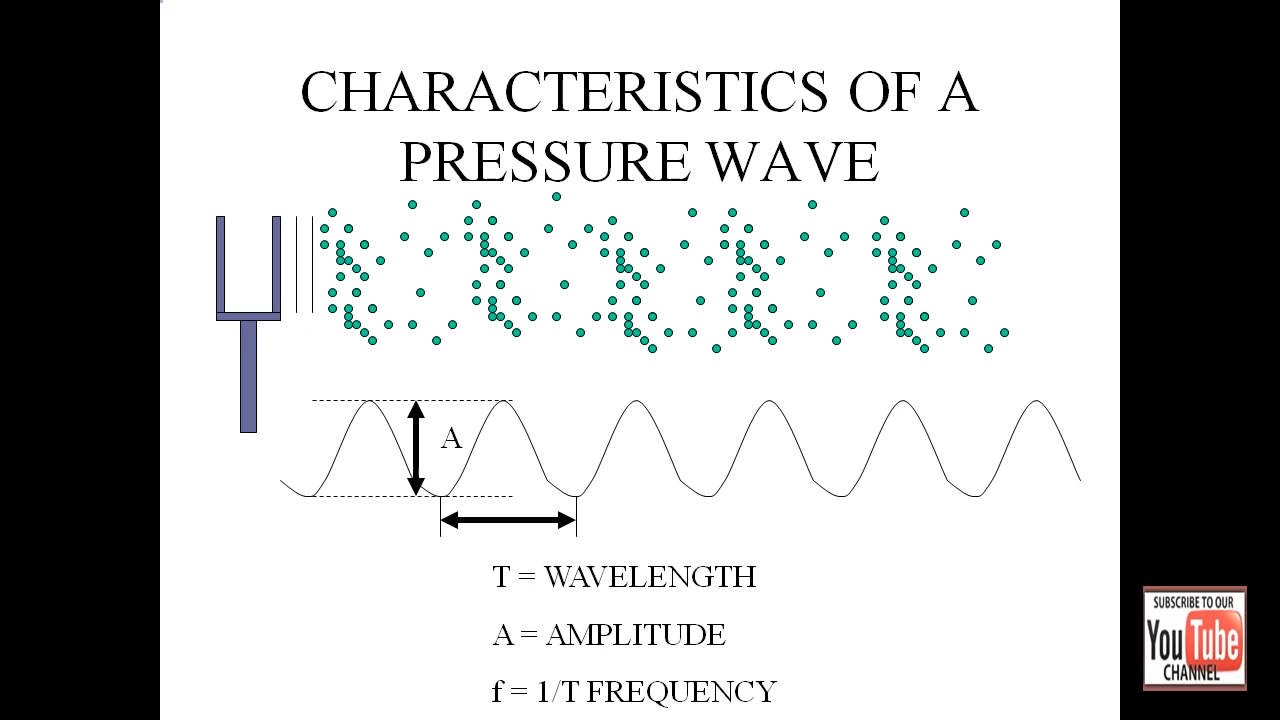 CHARACTERISTICS OF A
PRESSURE WAVE
A
T = WAVELENGTH
A = AMPLITUDE
f = 1/T FREQUENCY
SUBSCRIBE TO OUR
YouTube
CHANNEL